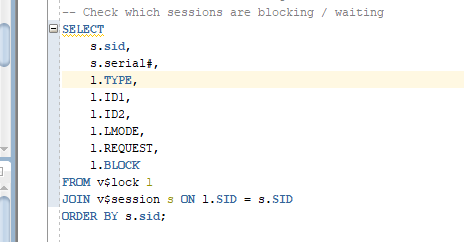 -- Check which sessions are blocking / waiting
SELECT
s.sid,
s.serial#,
l.TYPE,
l.ID1,
l.ID2,
l.LMODE,
l.REQUEST,
l.BLOCK
FROM v$lock l
JOIN v$session s ON l.SID = s.SID
ORDER BY s.sid;